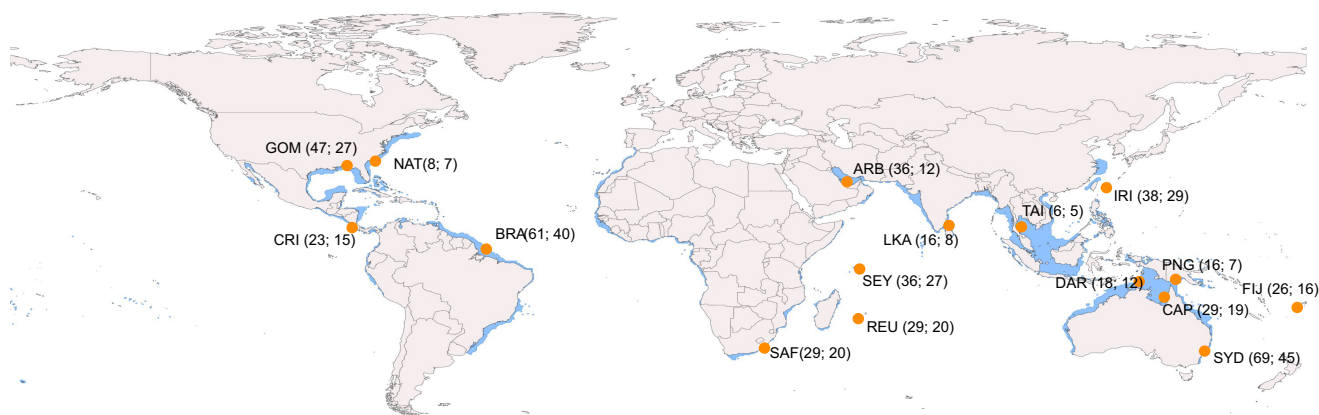 GOM (47; 27)
NAT(8; 7)
ARB (36; 12)
IRI (38; 29)
TAI (6; 5)
CRI (23; 15)
BRA(61; 40)
LKA (16; 8)
PNG (16; 7)
SEY (36; 27)
DAR (18; 12)
FIJ (26; 16)
CAP (29; 19)
REU (29; 20)
SAF(29; 20)
SYD (69; 45)